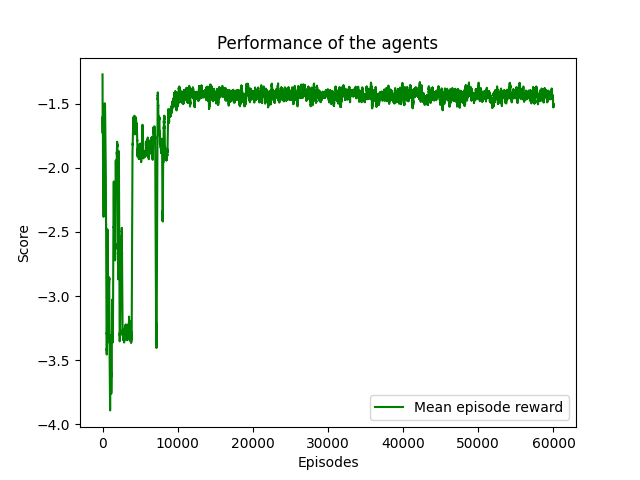 Performance of the agents
Score
−1.5
−2.0
−2.5
−3.0
−3.5
−4.0
Mean episode reward
0 10000 20000 30000 40000 50000 60000
Episodes